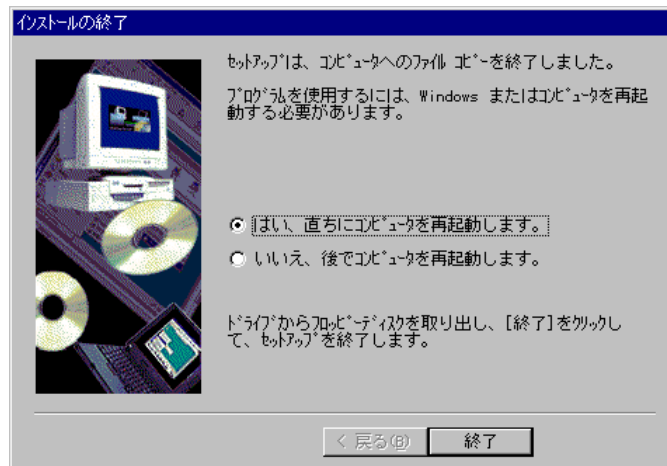 インストールの終了
ｾｯﾄｱｯﾌﾟは、ｺﾝﾋﾟｭｰﾀへのﾌｧｲﾙ ｺﾋﾟｰを終了しました。
ﾌﾟﾛｸﾞﾗﾑを使用するには、Windows またはｺﾝﾋﾟｭｰﾀを再起
動する必要があります。
はい、直ちにｺﾝﾋﾟｭｰﾀを再起動します。
いいえ、後でｺﾝﾋﾟｭｰﾀを再起動します。
ﾄﾞﾗｲﾌﾞからﾌﾛｯﾋﾟｰﾃﾞｨｽｸを取り出し、[終了]をｸﾘｯｸし
て、ｾｯﾄｱｯﾌﾟを終了します。
< 戻る(B)
終了